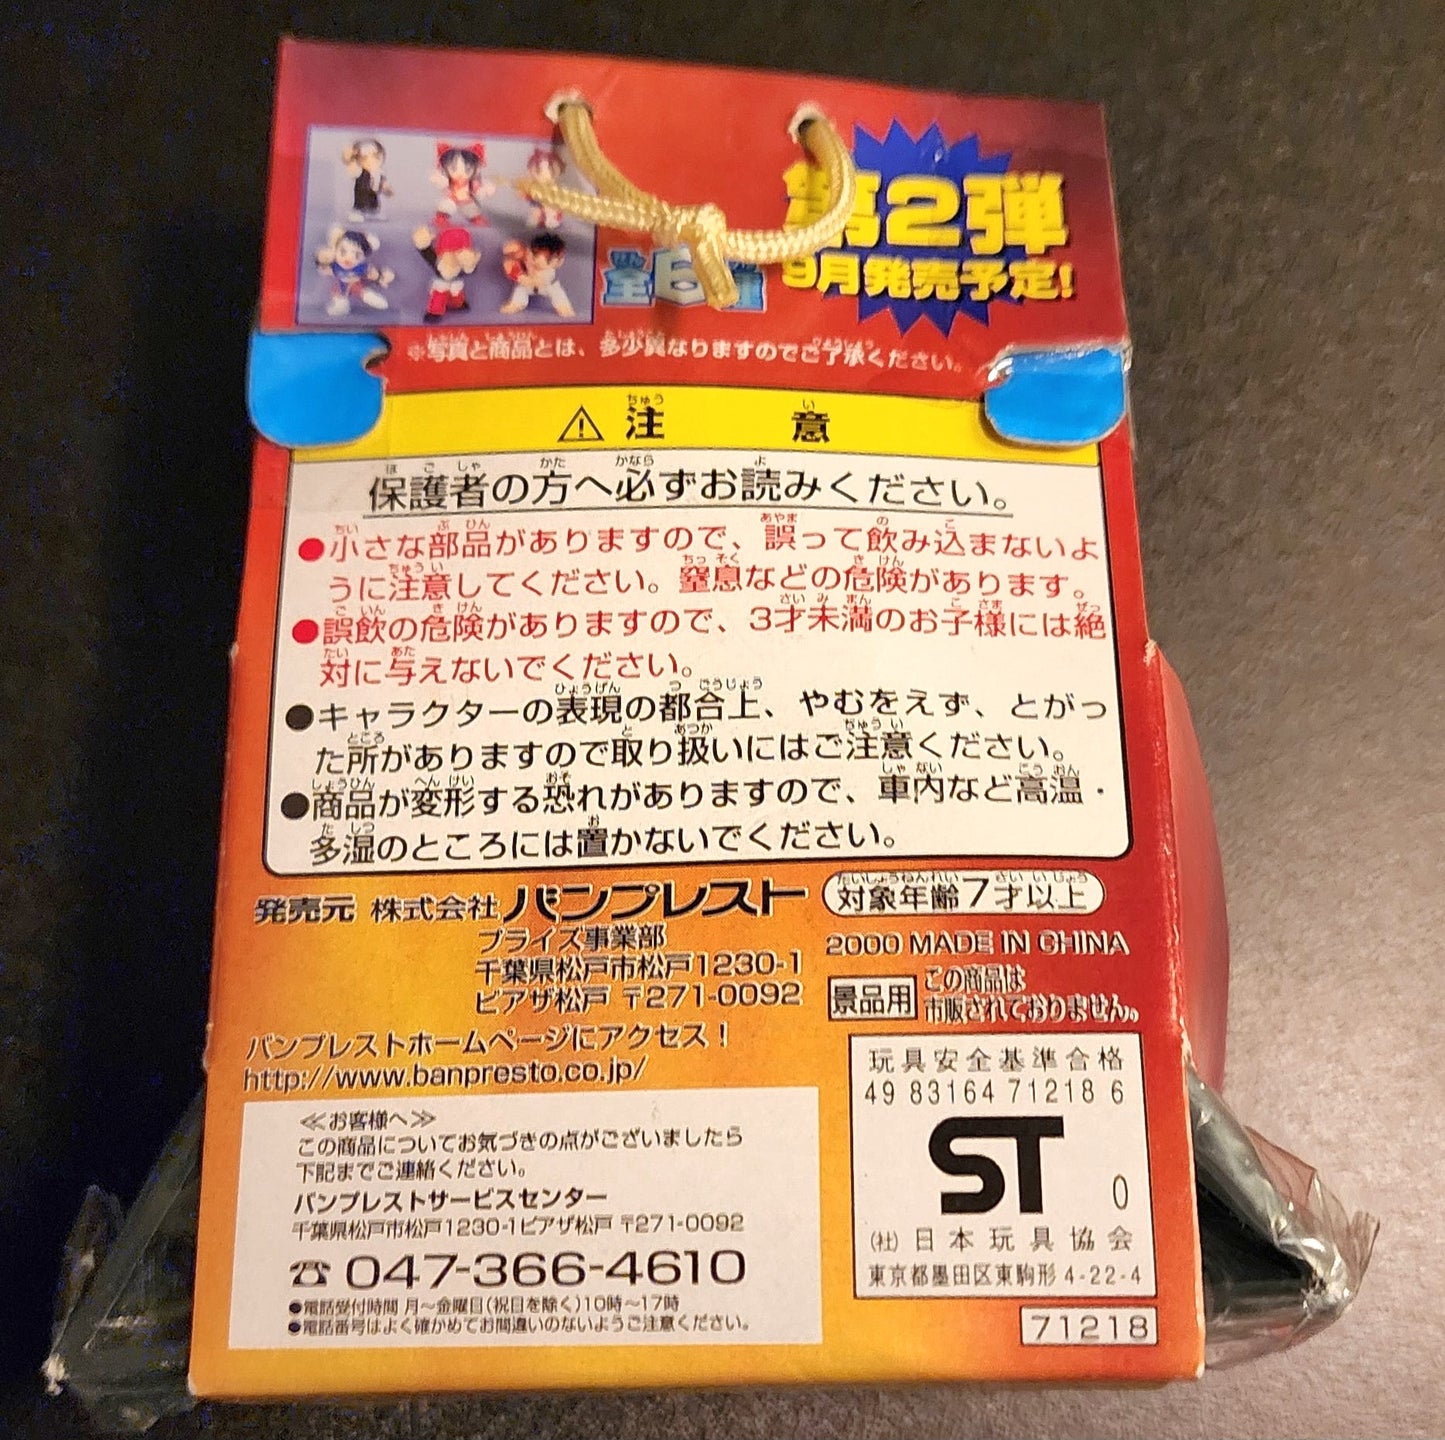 第2弾
9月発売予定!
全6種
※写真と商品とは、多少異なりますのでご了承ください。
⚠注意
保護者の方へ必ずお読みください。
●小さな部品がありますので、誤って飲み込まないよ
うに注意してください。窒息などの危険があります。
●誤飲の危険がありますので、3才未満のお子様には絶
対に与えないでください。
●キャラクターの表現の都合上、やむをえず、とがっ
た所がありますので取り扱いにはご注意ください。
●商品が変形する恐れがありますので、車内など高温・
多湿のところには置かないでください。
発売元 株式会社バンプレスト
プライズ事業部
千葉県松戸市松戸1230-1
ピアザ松戸 〒271-0092
対象年齢7才以上
2000 MADE IN CHINA
景品用 この商品は
市販されておりません。
バンプレストホームページにアクセス!
http://www.banpresto.co.jp/
≪お客様へ≫
この商品についてお気づきの点がございましたら
下記までご連絡ください。
バンプレストサービスセンター
千葉県松戸市松戸1230-1ピアザ松戸 〒271-0092
☎ 047-366-4610
●電話受付時間 月～金曜日(祝日を除く)10時～17時
●電話番号はよく確かめてお間違いのないようご注意ください。
玩具安全基準合格
49 83164 71218 6
ST 0
(社)日本玩具協会
東京都墨田区東駒形 4-22-4
71218